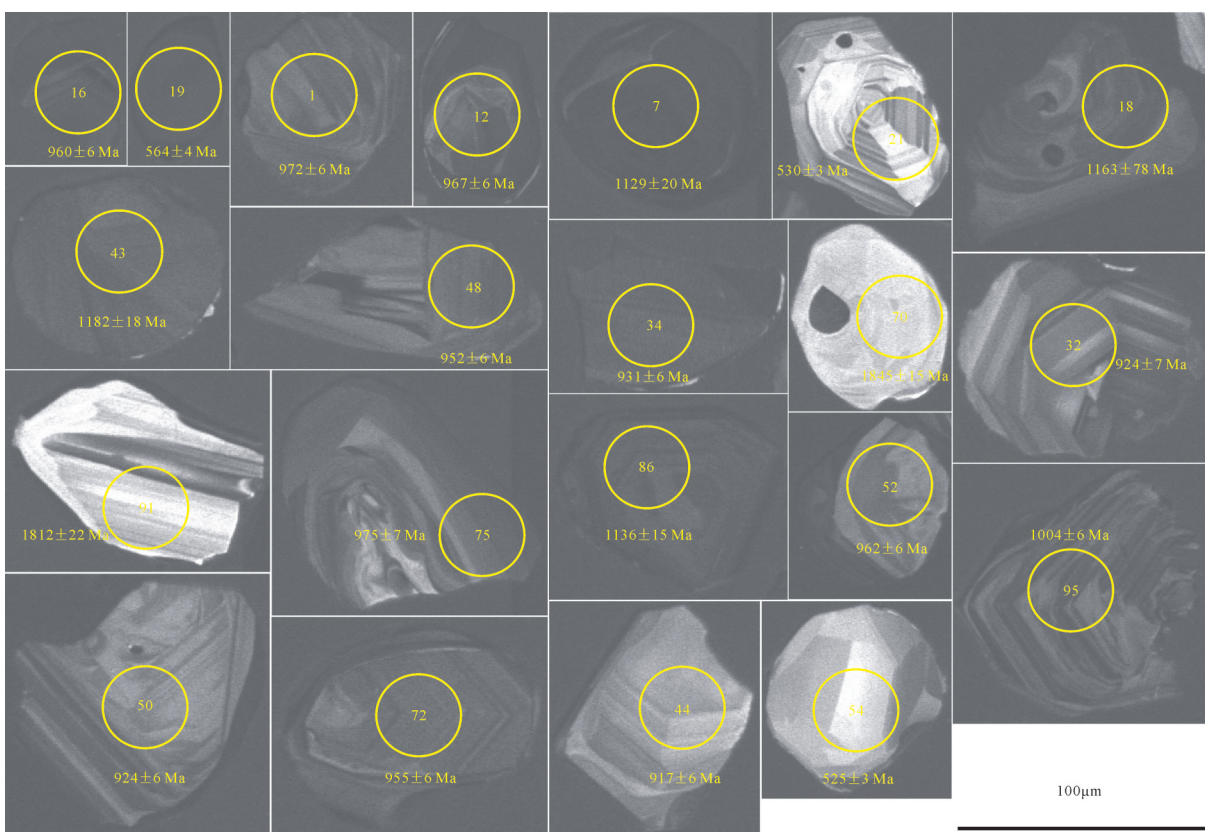 16
960±6 Ma
19
564±4 Ma
1
972±6 Ma
12
967±6 Ma
7
1129±20 Ma
21
530±3 Ma
18
1163±78 Ma
43
1182±18 Ma
48
952±6 Ma
34
931±6 Ma
32
924±7 Ma
91
1812±22 Ma
975±7 Ma
75
86
1136±15 Ma
52
962±6 Ma
1004±6 Ma
95
50
924±6 Ma
72
955±6 Ma
44
917±6 Ma
54
525±3 Ma
100μm